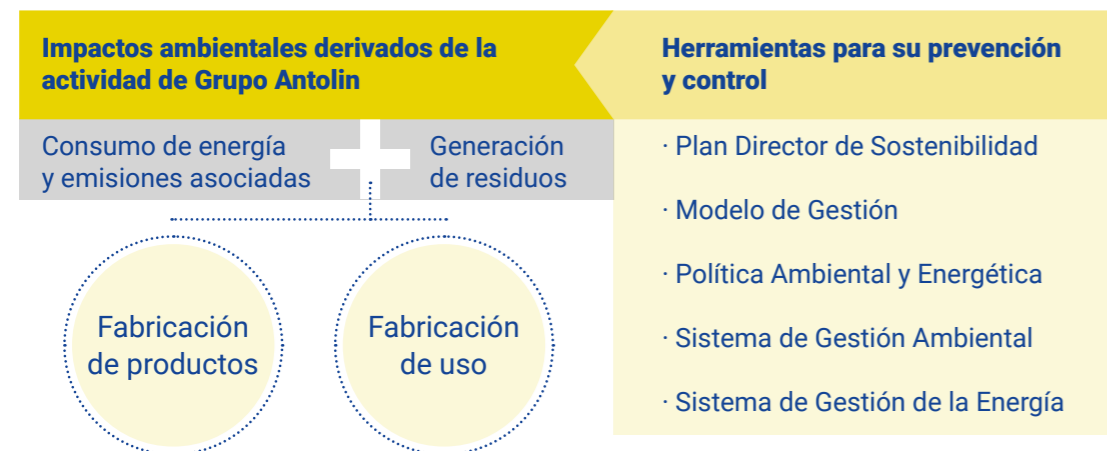 Impactos ambientales derivados de la
actividad de Grupo Antolin
Consumo de energía
y emisiones asociadas
Generación
de residuos
Fabricación
de productos
Fabricación
de uso
Herramientas para su prevención
y control
· Plan Director de Sostenibilidad
· Modelo de Gestión
· Política Ambiental y Energética
· Sistema de Gestión Ambiental
· Sistema de Gestión de la Energía